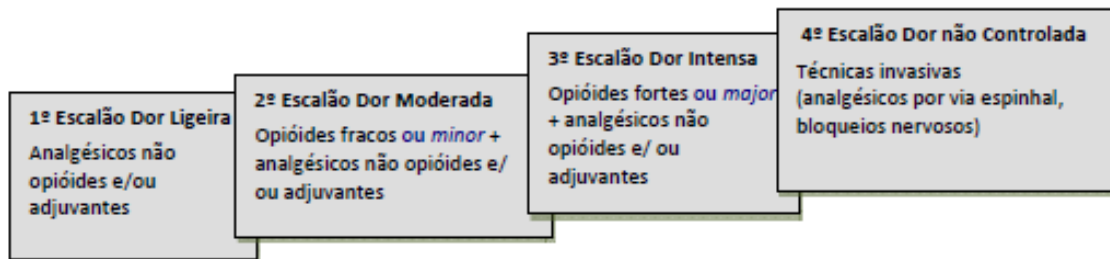 1º Escalão Dor Ligeira
Analgésicos não
opióides e/ou
adjuvantes
2º Escalão Dor Moderada
Opióides fracos ou minor +
analgésicos não opióides e/
ou adjuvantes
3º Escalão Dor Intensa
Opióides fortes ou major
+ analgésicos não
opióides e/ ou
adjuvantes
4º Escalão Dor não Controlada
Técnicas invasivas
(analgésicos por via espinhal,
bloqueios nervosos)